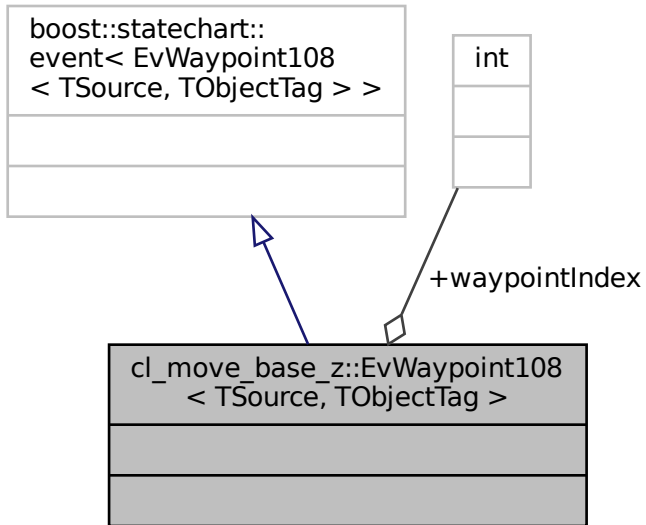 boost::statechart::
event< EvWaypoint108
< TSource, TObjectTag > >
int
+waypointIndex
cl_move_base_z::EvWaypoint108
< TSource, TObjectTag >